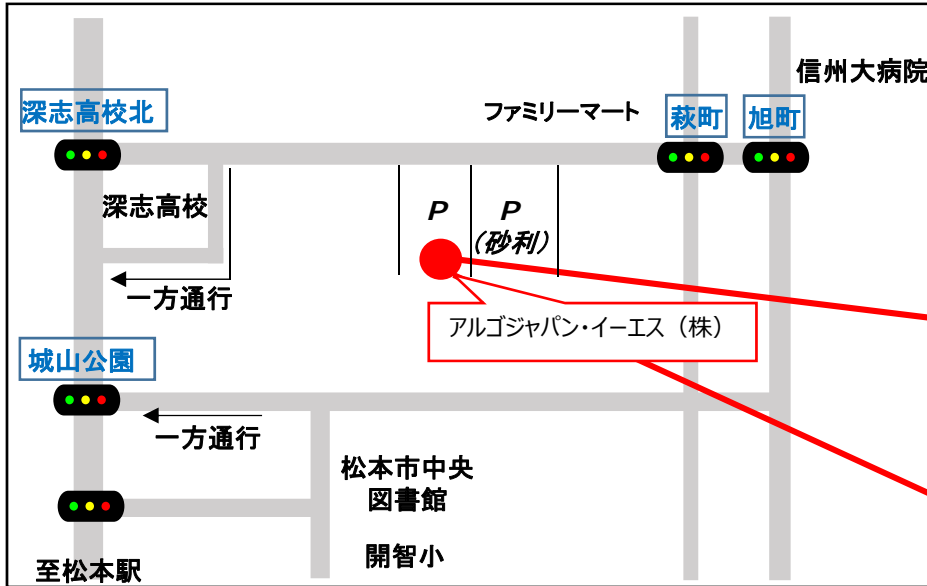 信州大病院
深志高校北
ファミリーマート
萩町
旭町
深志高校
P
P
(砂利)
一方通行
アルゴジャパン・イーエス（株）
城山公園
一方通行
松本市中央
図書館
開智小
至松本駅